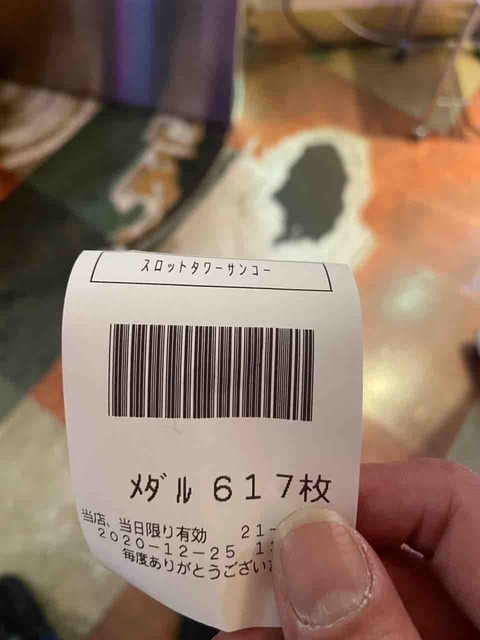 スロットタワーサンコー
メダル 617枚
当店、当日限り有効 21-
2020-12-25 1
毎度ありがとうござい